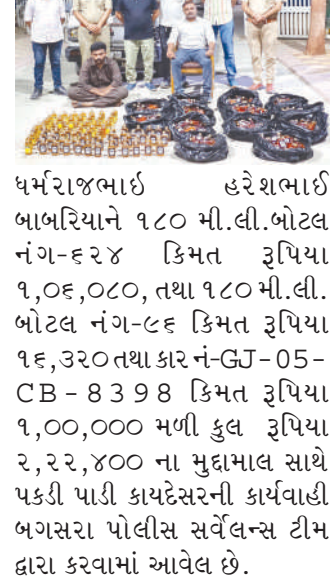 ધર્મરાજભાઇ હરેશભાઈ
બાબરિયાને ૧૮૦ મી.લી.બોટલ
નંગ-૬૨૪ કિમત રૂપિયા
૧,૦૬,૦૮૦, તથા ૧૮૦ મી.લી.
બોટલ નંગ-૯૬ કિમત રૂપિયા
૧૬,૩૨૦ તથા કાર નં-GJ-05-
CB-8398 કિમત રૂપિયા
૧,૦૦,૦૦૦ મળી કુલ રૂપિયા
૨,૨૨,૪૦૦ ના મુદ્દામાલ સાથે
પકડી પાડી કાયદેસરની કાર્યવાહી
બગસરા પોલીસ સર્વેલન્સ ટીમ
દ્વારા કરવામાં આવેલ છે.